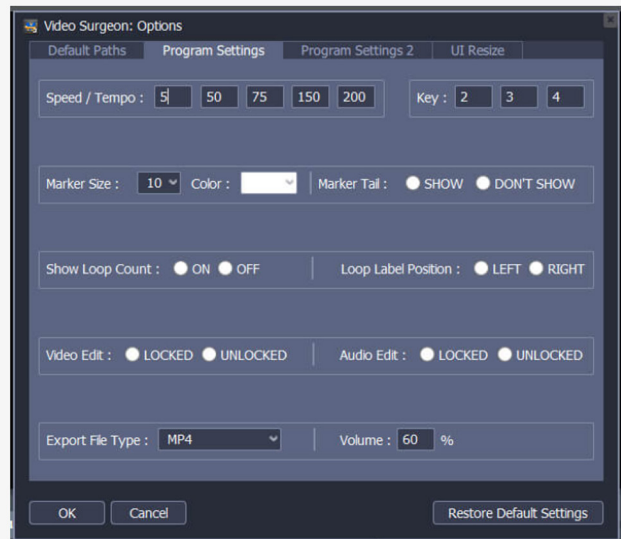 Video Surgeon: Options
Default Paths Program Settings Program Settings 2 UI Resize
Speed / Tempo : 5 50 75 150 200 Key : 2 3 4
Marker Size : 10 Color : Marker Tail : SHOW DON'T SHOW
Show Loop Count : ON OFF Loop Label Position : LEFT RIGHT
Video Edit : LOCKED UNLOCKED Audio Edit : LOCKED UNLOCKED
Export File Type : MP4 Volume : 60 %
OK Cancel Restore Default Settings